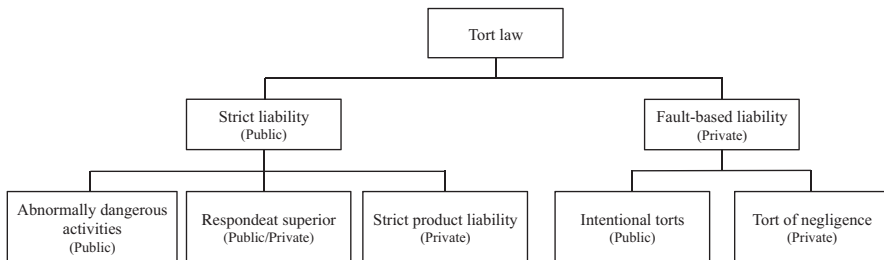 Tort law
Strict liability
(Public)
Fault-based liability
(Private)
Abnormally dangerous
activities
(Public)
Respondeat superior
(Public/Private)
Strict product liability
(Private)
Intentional torts
(Public)
Tort of negligence
(Private)